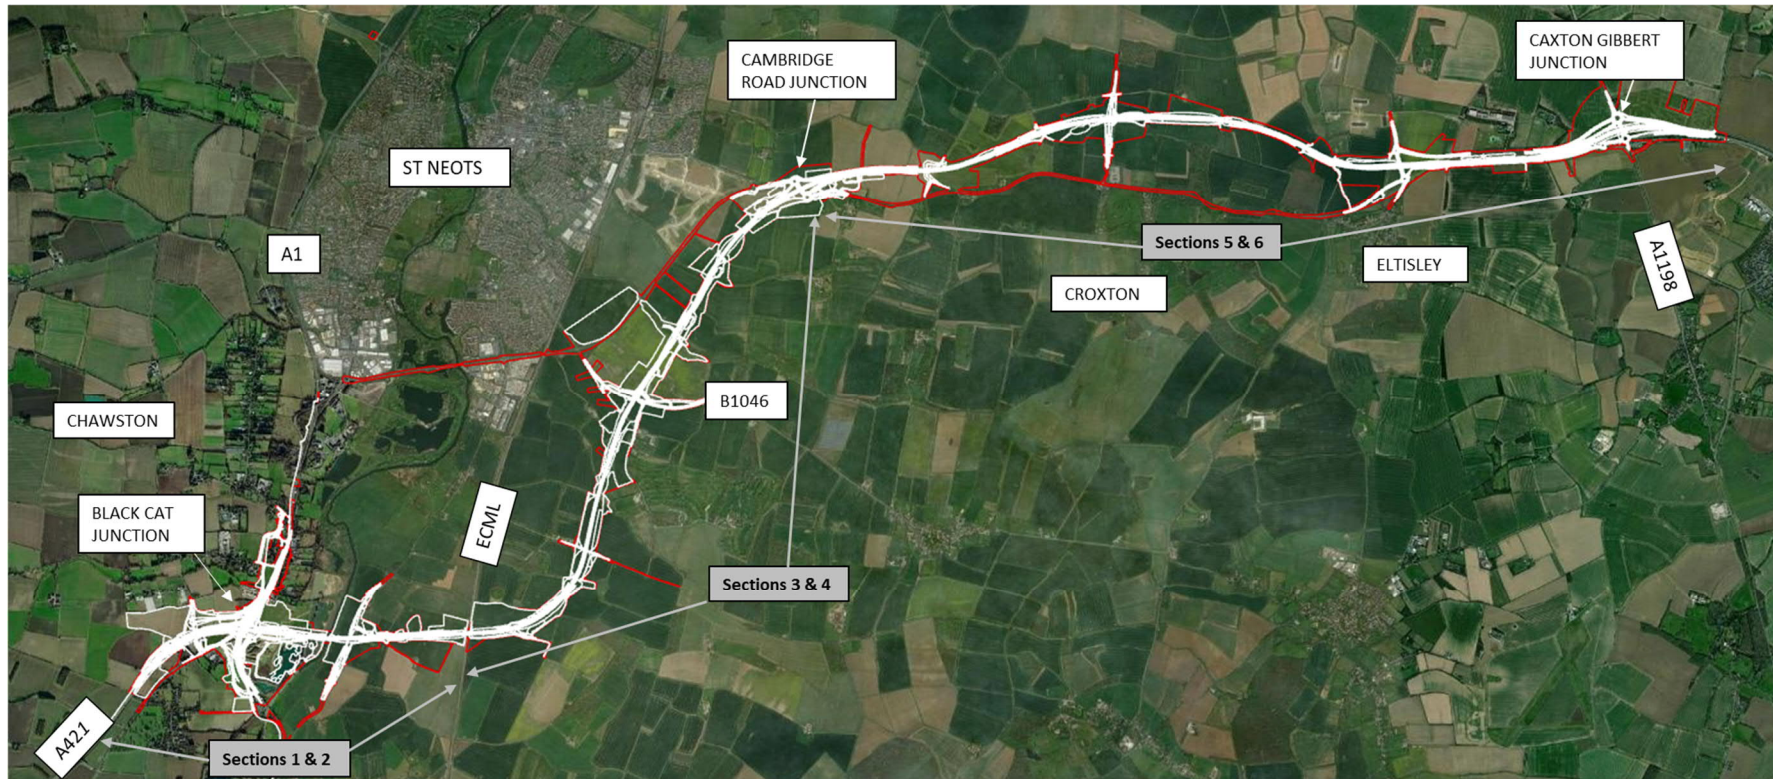 CAXTON GIBBERT
JUNCTION
CAMBRIDGE
ROAD JUNCTION
ST NEOTS
A1
Sections 5 & 6
ELTISLEY
A1198
CROXTON
B1046
CHAWSTON
BLACK CAT
JUNCTION
ECML
Sections 3 & 4
A421
Sections 1 & 2